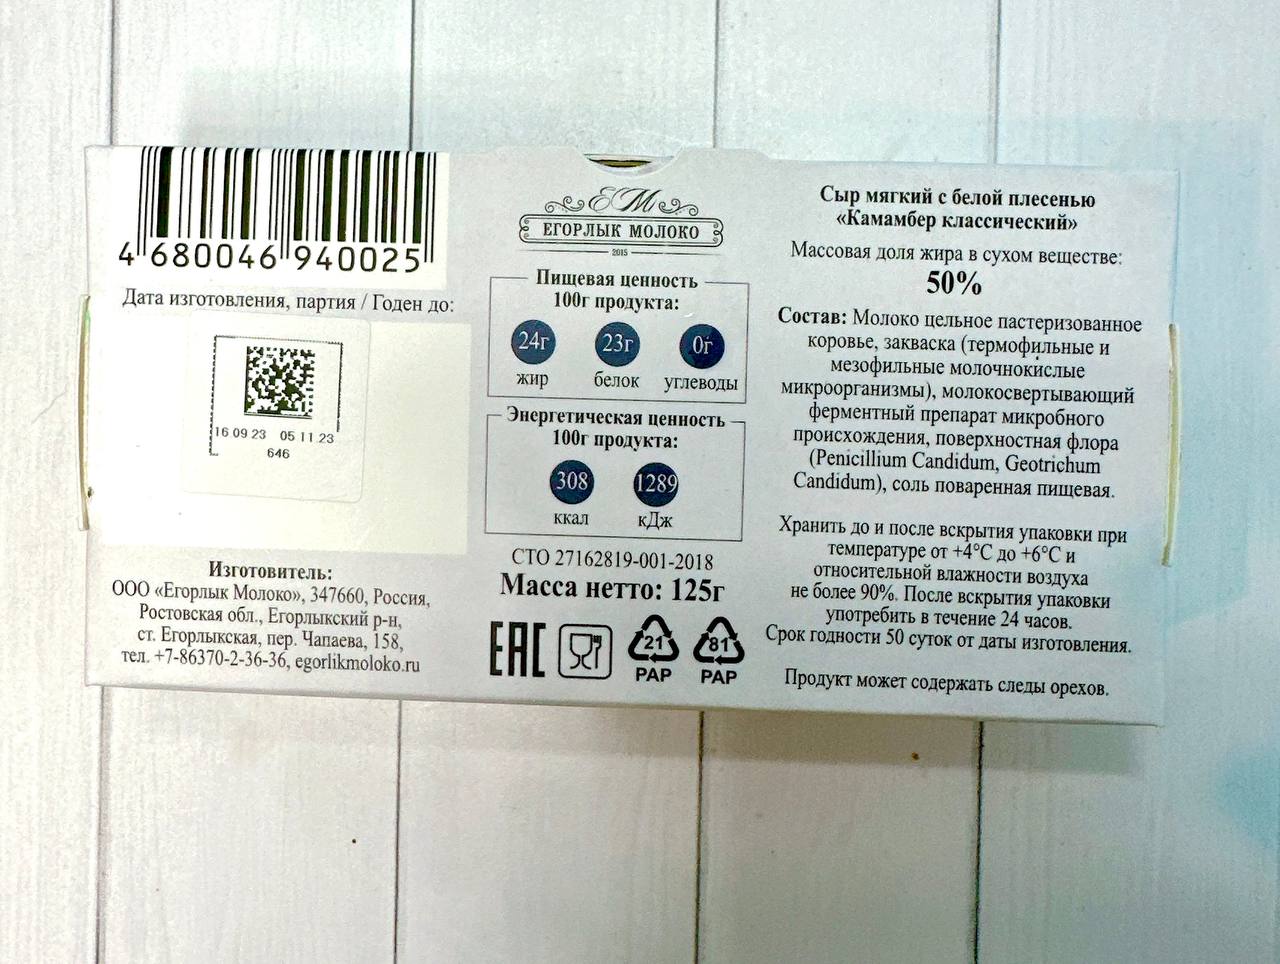 4 680046 940025
Дата изготовления, партия / Годен до:
16 09 23 05 11 23
646
Изготовитель:
ООО «Егорлык Молоко», 347660, Россия,
Ростовская обл., Егорлыкский р-н,
ст. Егорлыкская, пер. Чапаева, 158,
тел. +7-86370-2-36-36, egorlikmoloko.ru
ЕМ
ЕГОРЛЫК МОЛОКО
2015
Пищевая ценность
100г продукта:
24г 23г 0г
жир белок углеводы
Энергетическая ценность
100г продукта:
308 1289
ккал кДж
СТО 27162819-001-2018
Масса нетто: 125г
ЕАС
21 81
PAP PAP
Сыр мягкий с белой плесенью
«Камамбер классический»
Массовая доля жира в сухом веществе:
50%
Состав: Молоко цельное пастеризованное
коровье, закваска (термофильные и
мезофильные молочнокислые
микроорганизмы), молокосвертывающий
ферментный препарат микробного
происхождения, поверхностная флора
(Penicillium Candidum, Geotrichum
Candidum), соль поваренная пищевая.
Хранить до и после вскрытия упаковки при
температуре от +4°С до +6°С и
относительной влажности воздуха
не более 90%. После вскрытия упаковки
употребить в течение 24 часов.
Срок годности 50 суток от даты изготовления.
Продукт может содержать следы орехов.